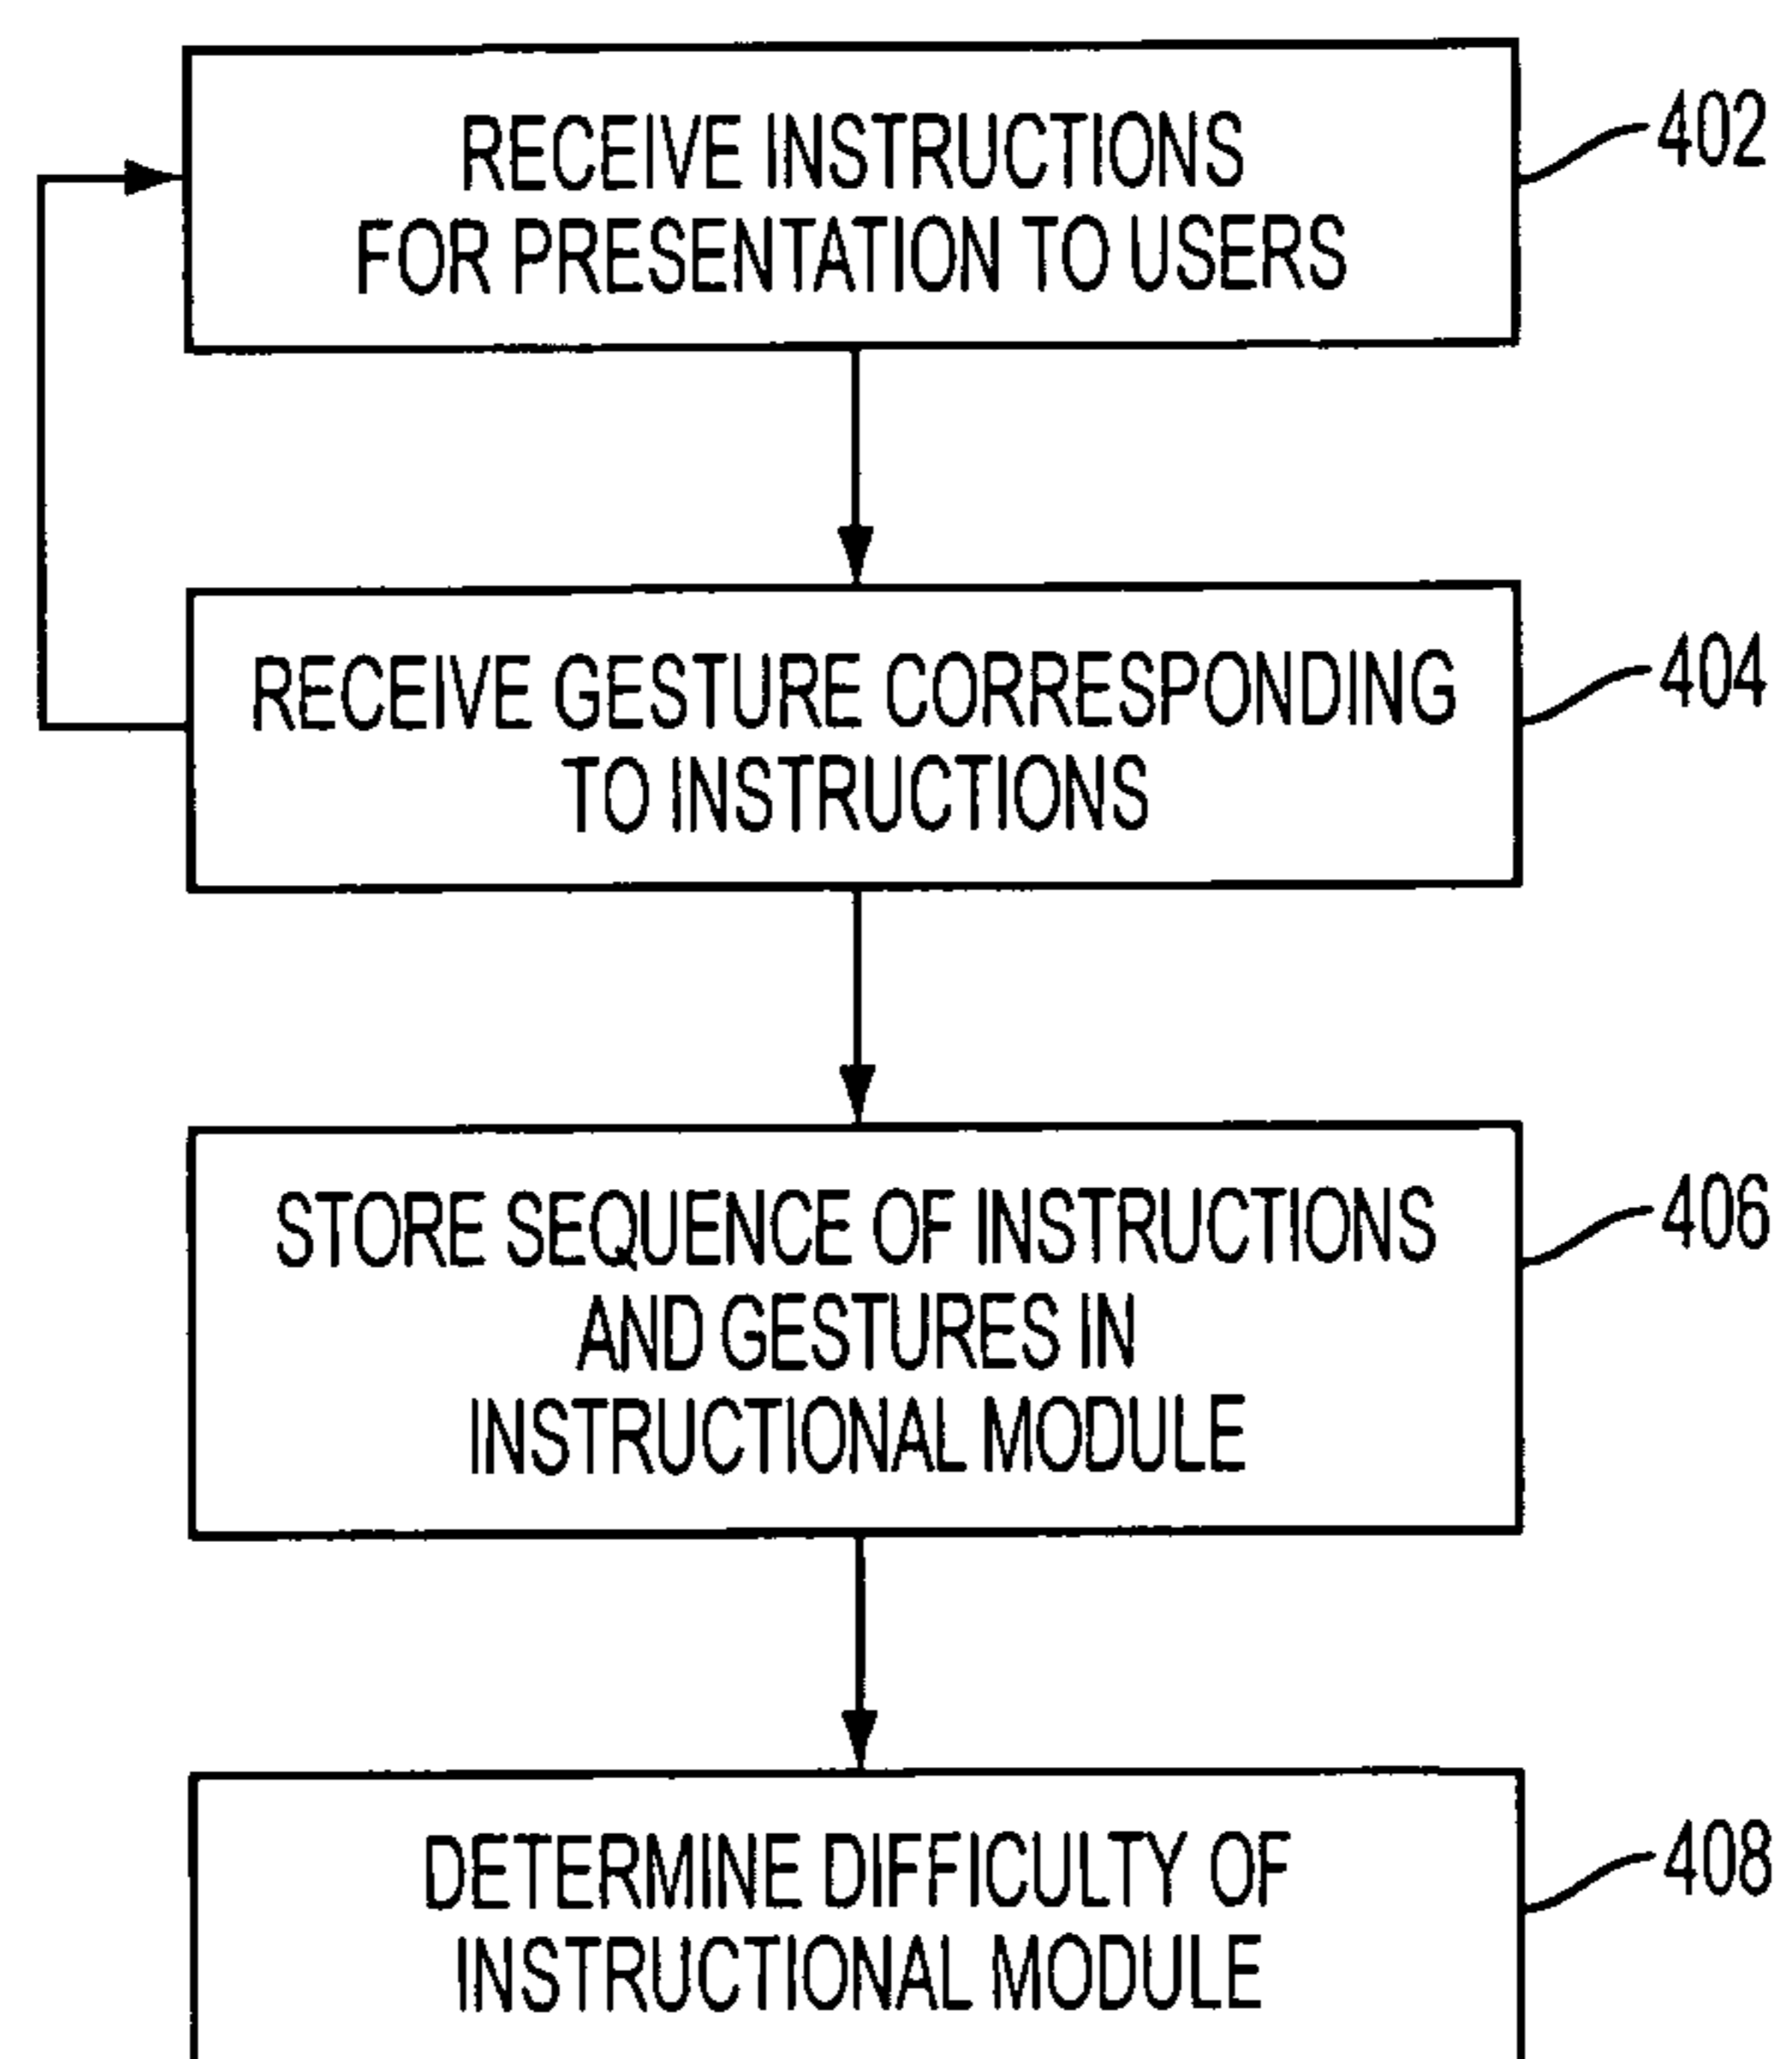 RECEIVE INSTRUCTIONS
FOR PRESENTATION TO USERS
402
RECEIVE GESTURE CORRESPONDING
TO INSTRUCTIONS
404
STORE SEQUENCE OF INSTRUCTIONS
AND GESTURES IN
INSTRUCTIONAL MODULE
406
DETERMINE DIFFICULTY OF
INSTRUCTIONAL MODULE
408